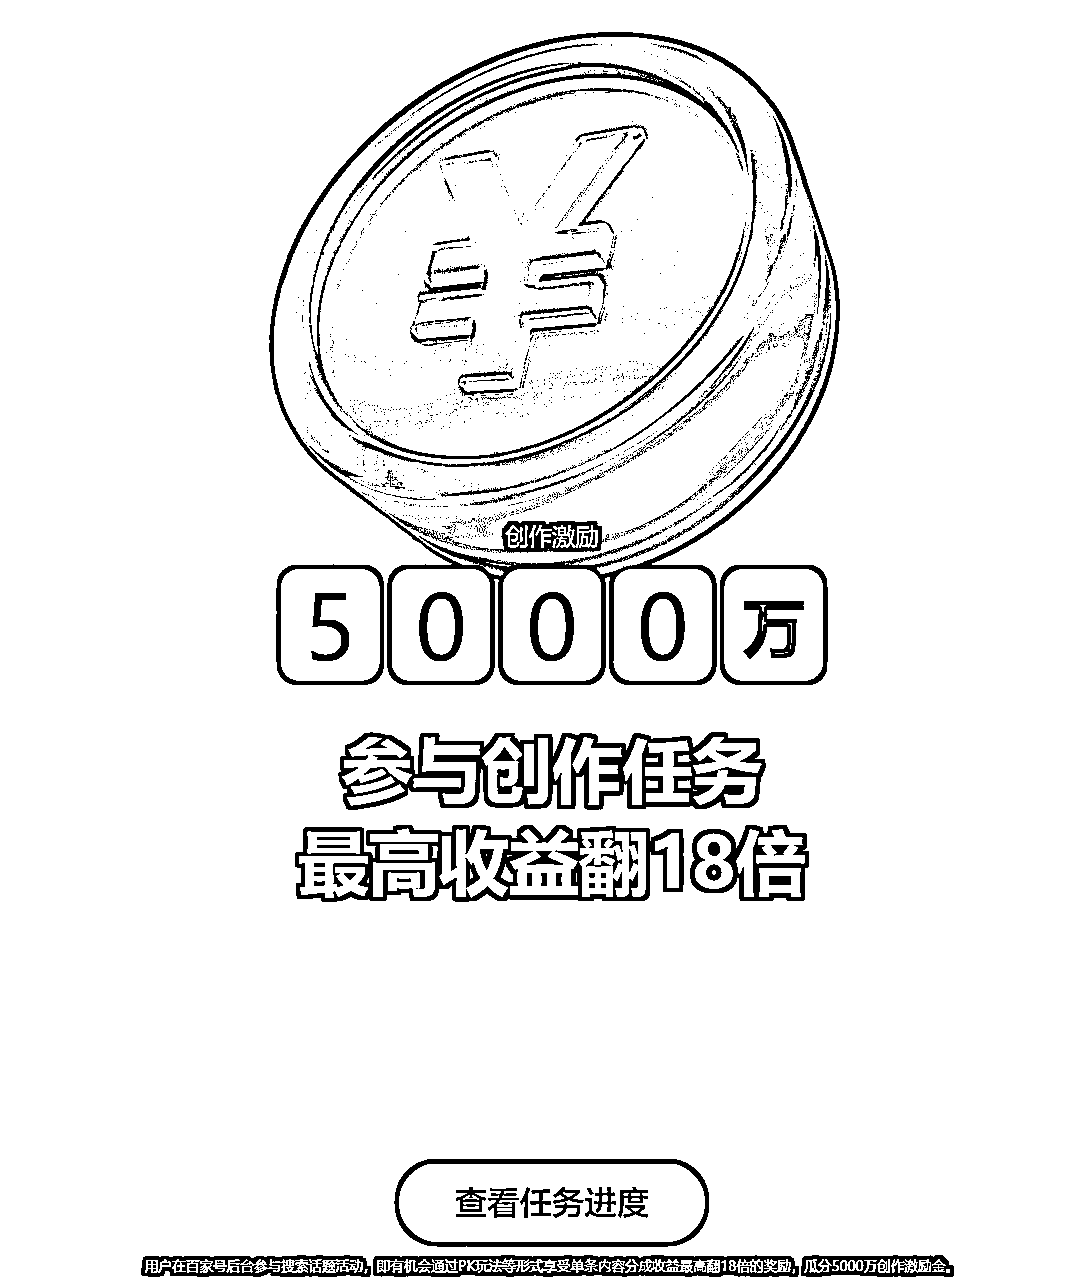 ¥
创作激励
5000万
参与创作任务
最高收益翻18倍
查看任务进度
用户在百家号后台参与搜索话题活动，即有机会通过PK玩法等形式享受单条内容分成收益最高翻18倍的奖励，瓜分5000万创作激励金。